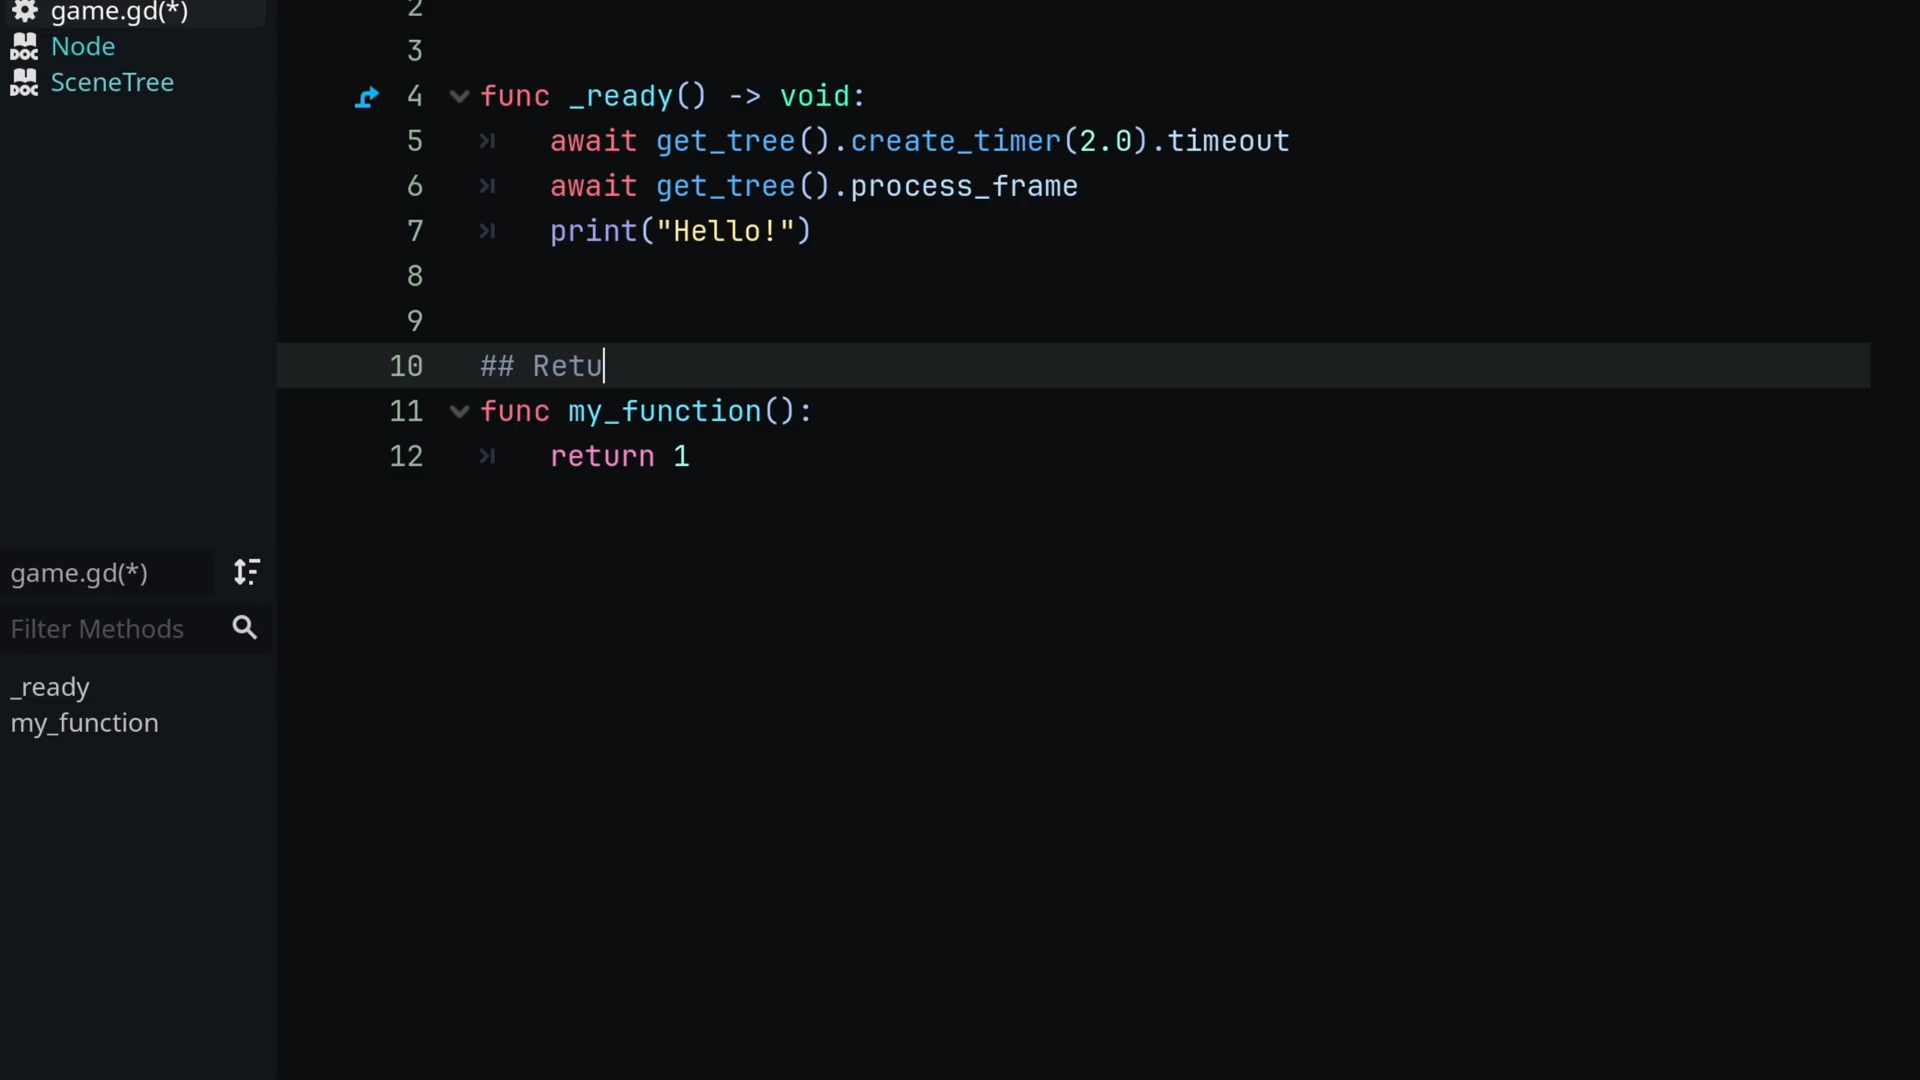 game.gd(*)
DOC Node
DOC SceneTree
2
3
4 func _ready() -> void:
5 await get_tree().create_timer(2.0).timeout
6 await get_tree().process_frame
7 print("Hello!")
8
9
10 ## Retu
11 func my_function():
12 return 1
game.gd(*)
Filter Methods
_ready
my_function